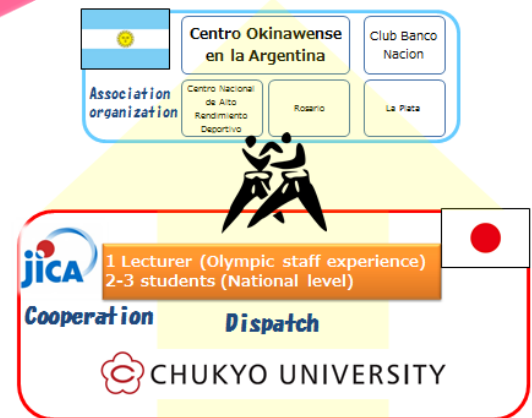 Centro Okinawense
en la Argentina
Club Banco
Nacion
Association
organization
Centro Nacional
de Alto
Rendimiento
Deportivo
Rosario
La Plata
JICA
1 Lecturer (Olympic staff experience)
2-3 students (National level)
Cooperation
Dispatch
CHUKYO UNIVERSITY